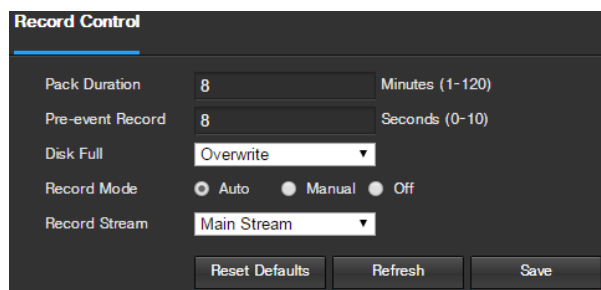 Record Control
Pack Duration 8 Minutes (1-120)
Pre-event Record 8 Seconds (0-10)
Disk Full Overwrite
Record Mode Auto Manual Off
Record Stream Main Stream
Reset Defaults Refresh Save